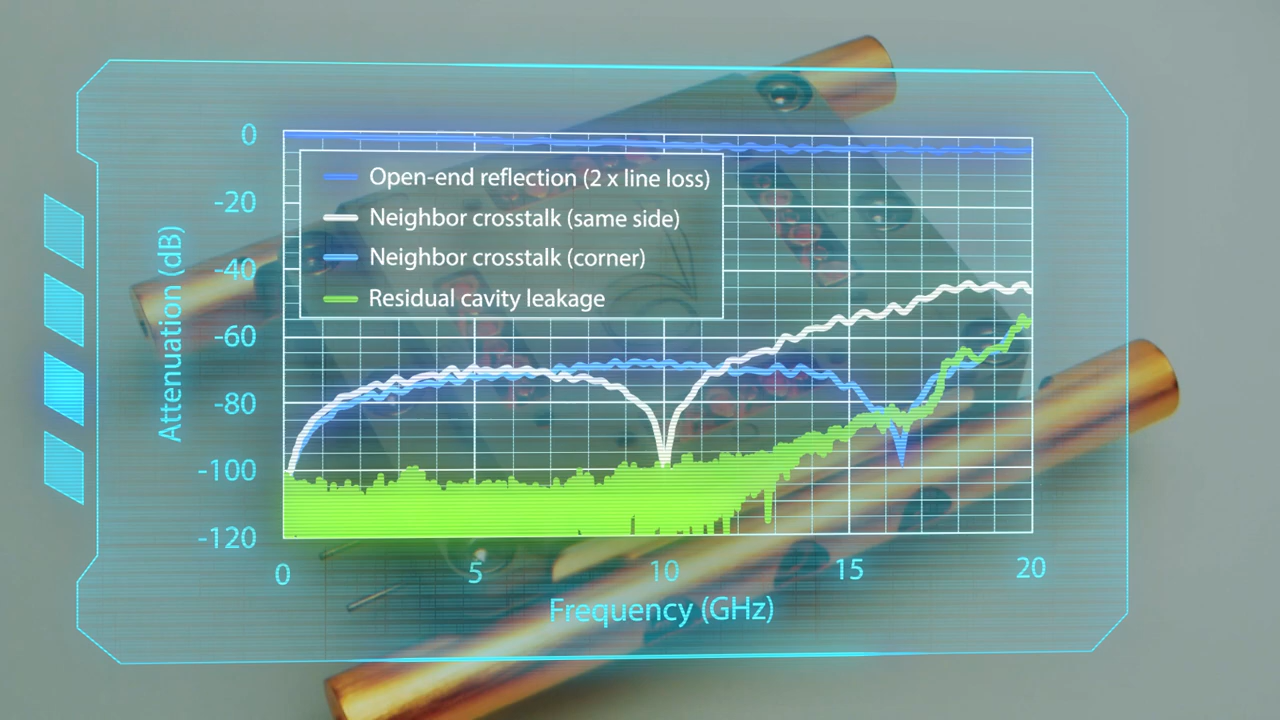 0
-20
-40
-60
-80
-100
-120
Attenuation (dB)
Open-end reflection (2 x line loss)
Neighbor crosstalk (same side)
Neighbor crosstalk (corner)
Residual cavity leakage
0 5 10 15 20
Frequency (GHz)